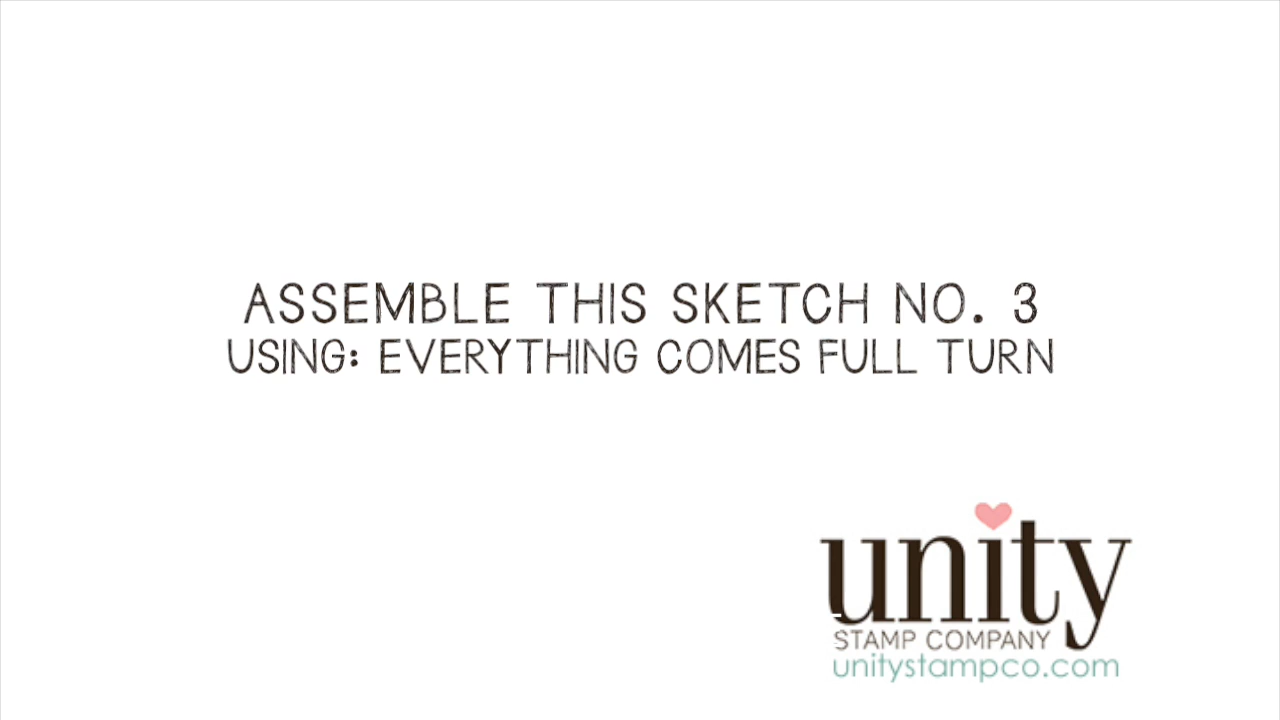 ASSEMBLE THIS SKETCH NO. 3
USING: EVERYTHING COMES FULL TURN
unity
STAMP COMPANY
unitystampco.com